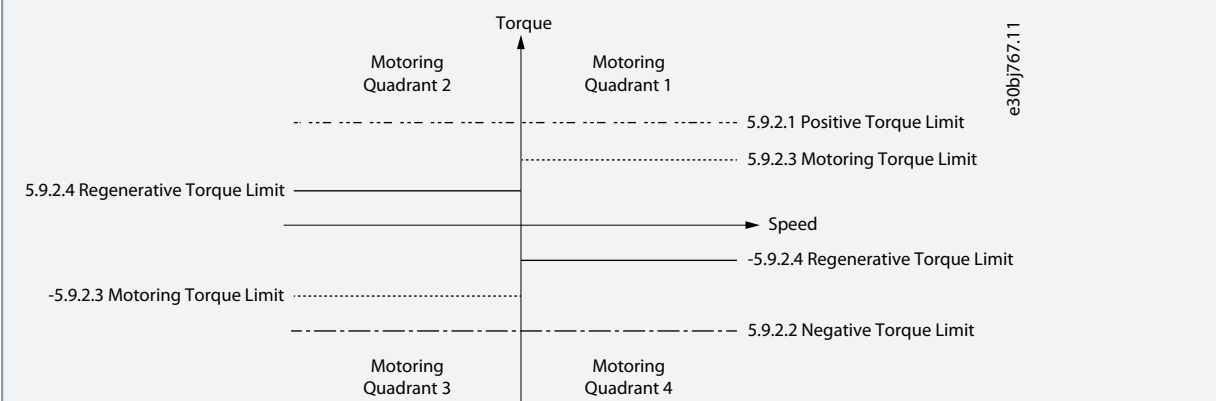 Torque
Motoring
Quadrant 2
Motoring
Quadrant 1
e30bj767.11
5.9.2.1 Positive Torque Limit
5.9.2.3 Motoring Torque Limit
5.9.2.4 Regenerative Torque Limit
Speed
-5.9.2.4 Regenerative Torque Limit
-5.9.2.3 Motoring Torque Limit
5.9.2.2 Negative Torque Limit
Motoring
Quadrant 3
Motoring
Quadrant 4